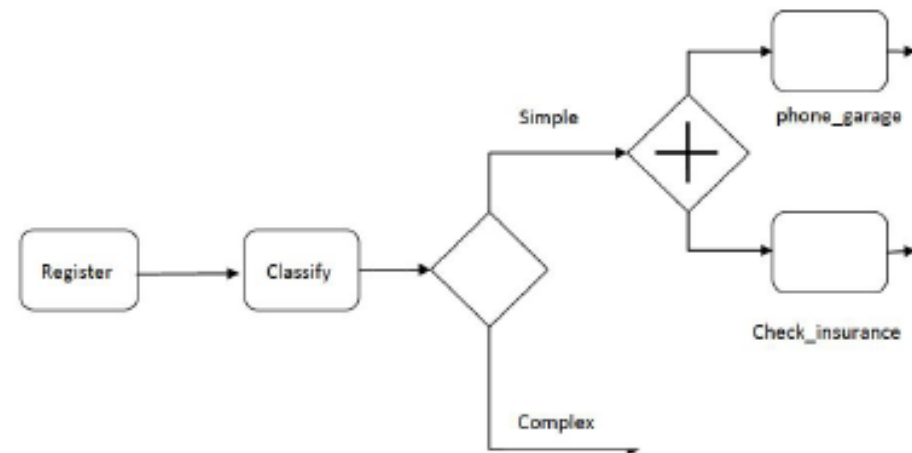 Simple
phone_garage
Register
Classify
Check_insurance
Complex